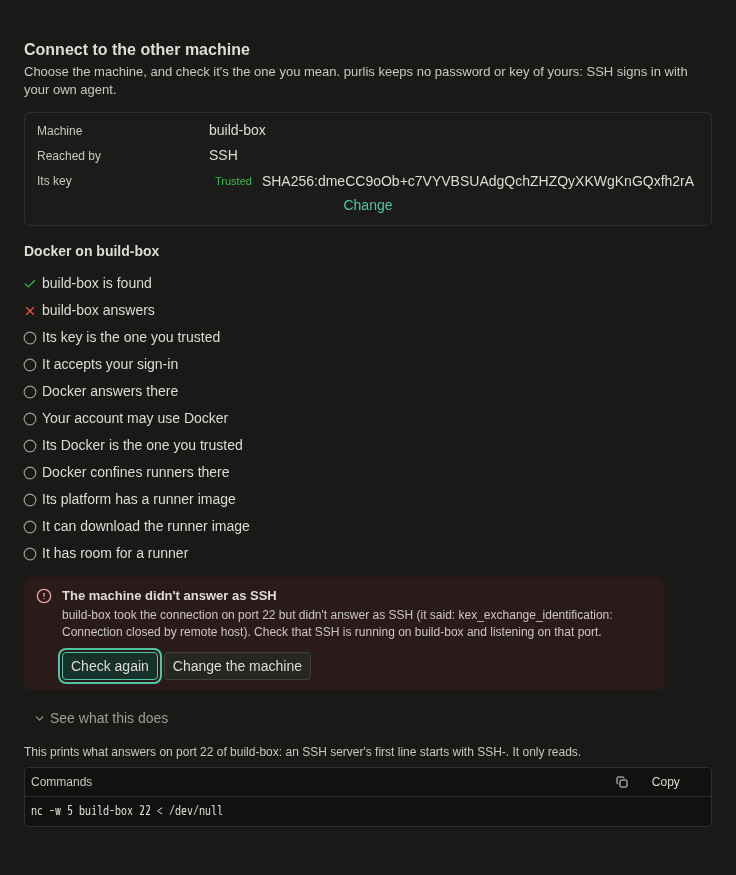 Connect to the other machine
Choose the machine, and check it's the one you mean. purlis keeps no password or key of yours: SSH signs in with
your own agent.
Machine build-box
Reached by SSH
Its key Trusted SHA256:dmeCC9oOb+c7VYVBSUAdgQchZHZQyXKWgKnGQxfh2rA
Change
Docker on build-box
build-box is found
build-box answers
Its key is the one you trusted
It accepts your sign-in
Docker answers there
Your account may use Docker
Its Docker is the one you trusted
Docker confines runners there
Its platform has a runner image
It can download the runner image
It has room for a runner
The machine didn't answer as SSH
build-box took the connection on port 22 but didn't answer as SSH (it said: kex_exchange_identification:
Connection closed by remote host). Check that SSH is running on build-box and listening on that port.
Check again Change the machine
See what this does
This prints what answers on port 22 of build-box: an SSH server's first line starts with SSH-. It only reads.
Commands Copy
nc -w 5 build-box 22 < /dev/null